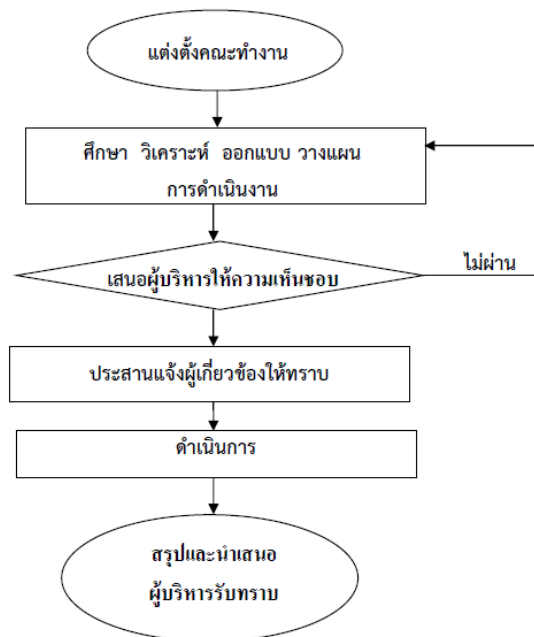 แต่งตั้งคณะทำงาน
ศึกษา วิเคราะห์ ออกแบบ วางแผน
การดำเนินงาน
เสนอผู้บริหารให้ความเห็นชอบ
ไม่ผ่าน
ประสานแจ้งผู้เกี่ยวข้องให้ทราบ
ดำเนินการ
สรุปและนำเสนอ
ผู้บริหารรับทราบ